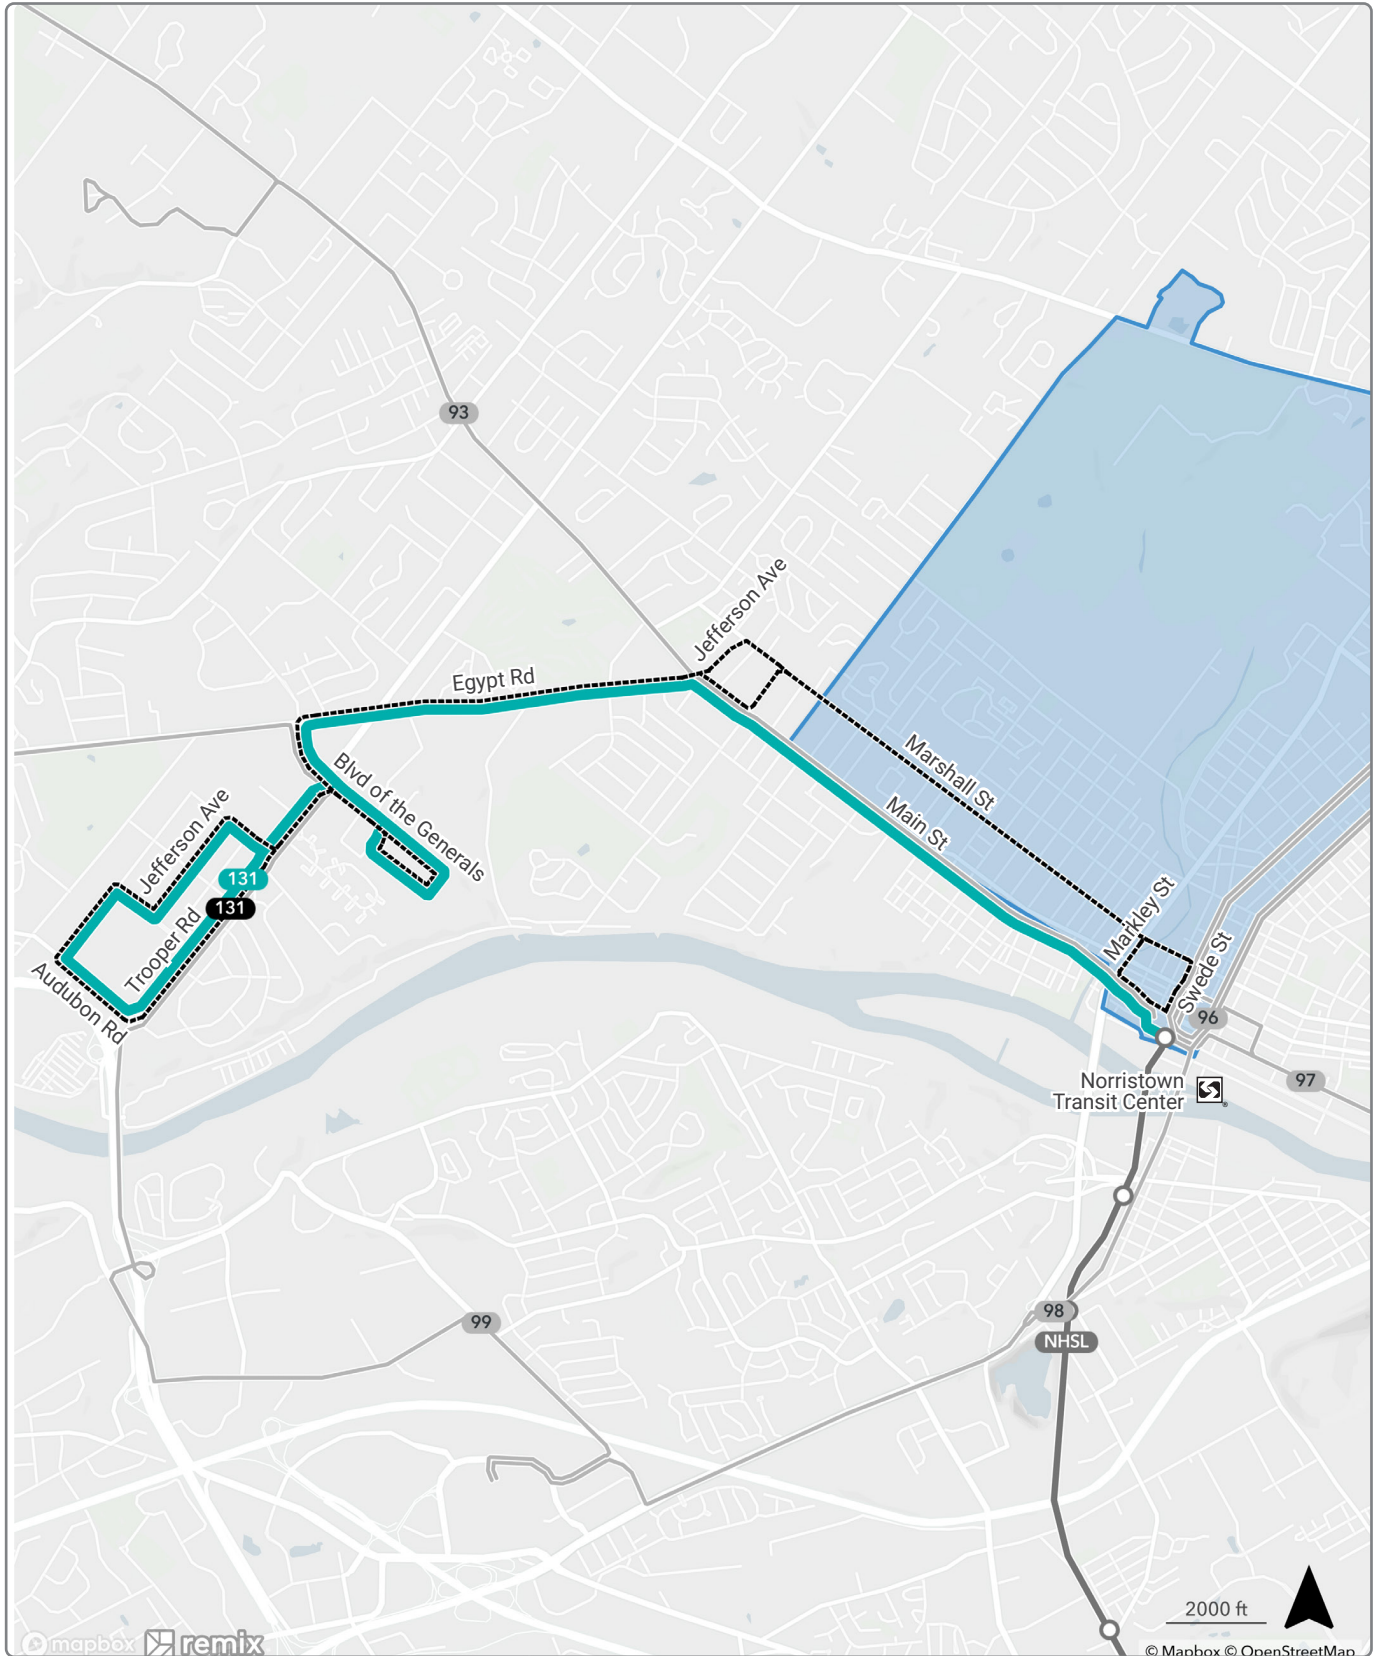 93
Jefferson Ave
Egypt Rd
Marshall St
Blvd of the Generals
Main St
Jefferson Ave
131
131
Trooper Rd
Markley St
Swede St
Audubon Rd
96
97
Norristown
Transit Center
98
99
NHSL
2000 ft
mapbox remix
© Mapbox © OpenStreetMap